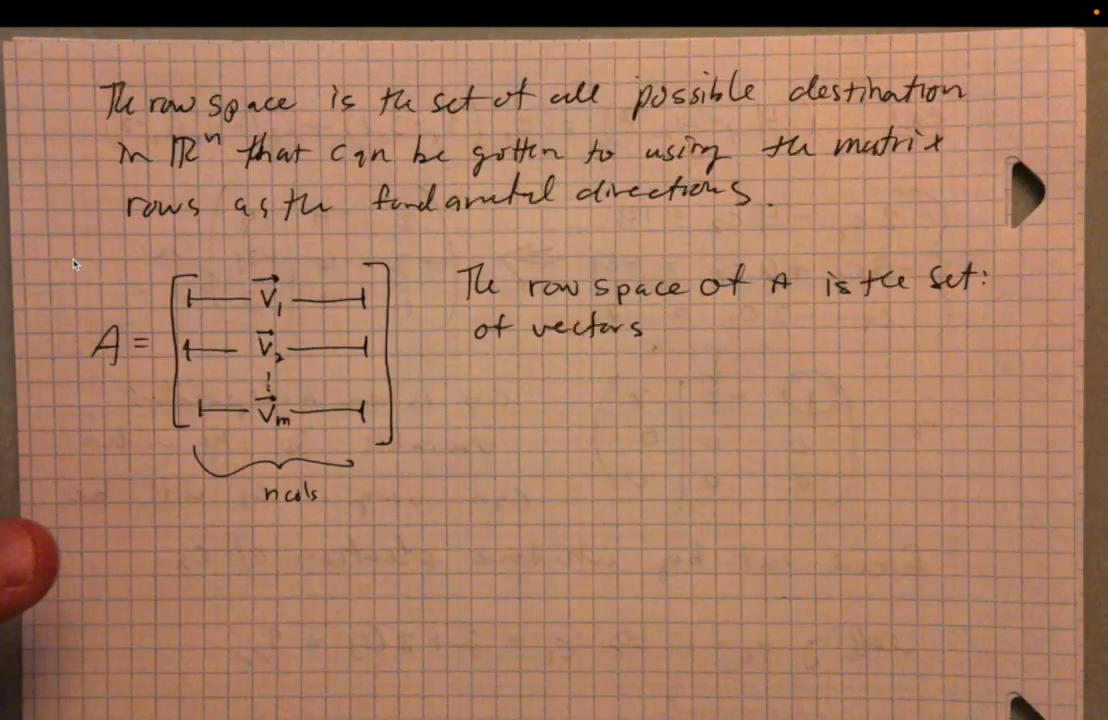 The row space is the set of all possible destination
in ℝⁿ that can be gotten to using the matrix
rows as the fundamental directions.
The row space of A is the set:
of vectors
A = [ v⃗₁
v⃗₂
⋮
v⃗ₘ ]
n cols